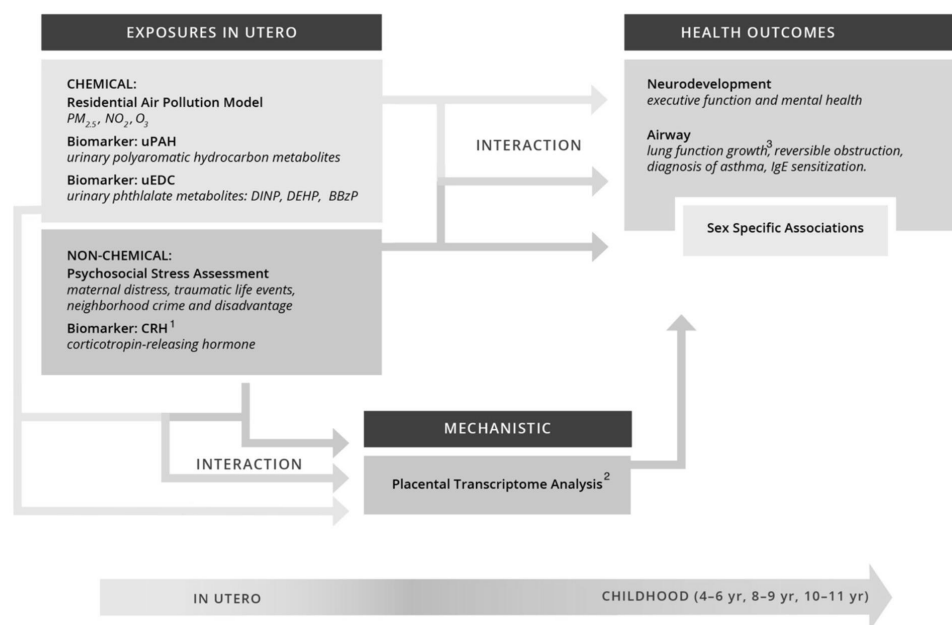 EXPOSURES IN UTERO
CHEMICAL:
Residential Air Pollution Model
PM2.5, NO2, O3
Biomarker: uPAH
urinary polyaromatic hydrocarbon metabolites
Biomarker: uEDC
urinary phthlalate metabolites: DINP, DEHP, BBzP
NON-CHEMICAL:
Psychosocial Stress Assessment
maternal distress, traumatic life events,
neighborhood crime and disadvantage
Biomarker: CRH1
corticotropin-releasing hormone
INTERACTION
HEALTH OUTCOMES
Neurodevelopment
executive function and mental health
Airway
lung function growth,3 reversible obstruction,
diagnosis of asthma, IgE sensitization.
Sex Specific Associations
INTERACTION
MECHANISTIC
Placental Transcriptome Analysis2
IN UTERO
CHILDHOOD (4–6 yr, 8–9 yr, 10–11 yr)